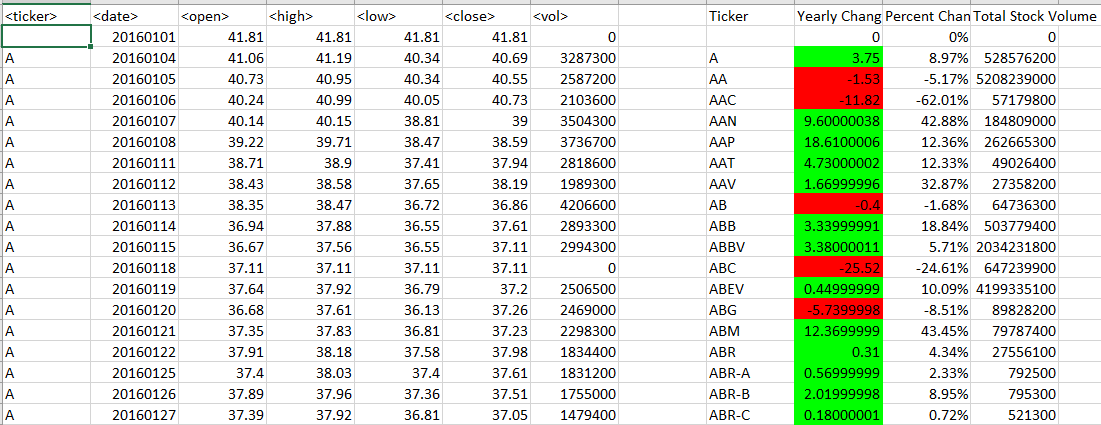 <ticker> <date> <open> <high> <low> <close> <vol> Ticker Yearly Chang Percent Chan Total Stock Volume
20160101 41.81 41.81 41.81 41.81 0 0 0% 0
A 20160104 41.06 41.19 40.34 40.69 3287300 A 3.75 8.97% 528576200
A 20160105 40.73 40.95 40.34 40.55 2587200 AA -1.53 -5.17% 5208239000
A 20160106 40.24 40.99 40.05 40.73 2103600 AAC -11.82 -62.01% 57179800
A 20160107 40.14 40.15 38.81 39 3504300 AAN 9.60000038 42.88% 184809000
A 20160108 39.22 39.71 38.47 38.59 3736700 AAP 18.6100006 12.36% 262665300
A 20160111 38.71 38.9 37.41 37.94 2818600 AAT 4.73000002 12.33% 49026400
A 20160112 38.43 38.58 37.65 38.19 1989300 AAV 1.66999996 32.87% 27358200
A 20160113 38.35 38.47 36.72 36.86 4206600 AB -0.4 -1.68% 64736300
A 20160114 36.94 37.88 36.55 37.61 2893300 ABB 3.33999991 18.84% 503779400
A 20160115 36.67 37.56 36.55 37.11 2994300 ABBV 3.38000011 5.71% 2034231800
A 20160118 37.11 37.11 37.11 37.11 0 ABC -25.52 -24.61% 647239900
A 20160119 37.64 37.92 36.79 37.2 2506500 ABEV 0.44999999 10.09% 4199335100
A 20160120 36.68 37.61 36.13 37.26 2469000 ABG -5.7399998 -8.51% 89828200
A 20160121 37.35 37.83 36.81 37.23 2298300 ABM 12.3699999 43.45% 79787400
A 20160122 37.91 38.18 37.58 37.98 1834400 ABR 0.31 4.34% 27556100
A 20160125 37.4 38.03 37.4 37.61 1831200 ABR-A 0.56999999 2.33% 792500
A 20160126 37.89 37.96 37.36 37.51 1755000 ABR-B 2.01999998 8.95% 795300
A 20160127 37.39 37.92 36.81 37.05 1479400 ABR-C 0.18000001 0.72% 521300